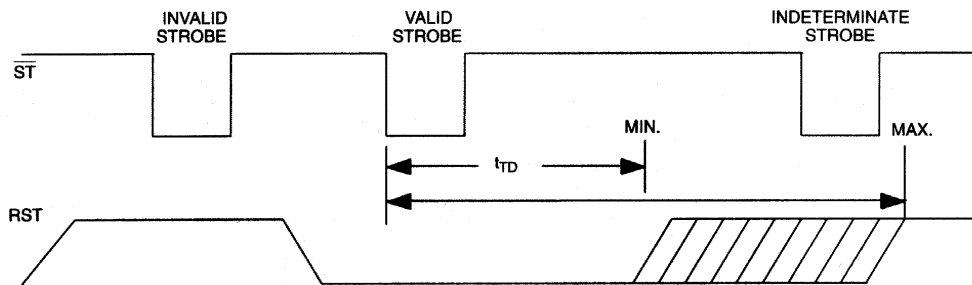 INVALID
STROBE
VALID
STROBE
INDETERMINATE
STROBE
ST
MIN.
MAX.
tTD
RST